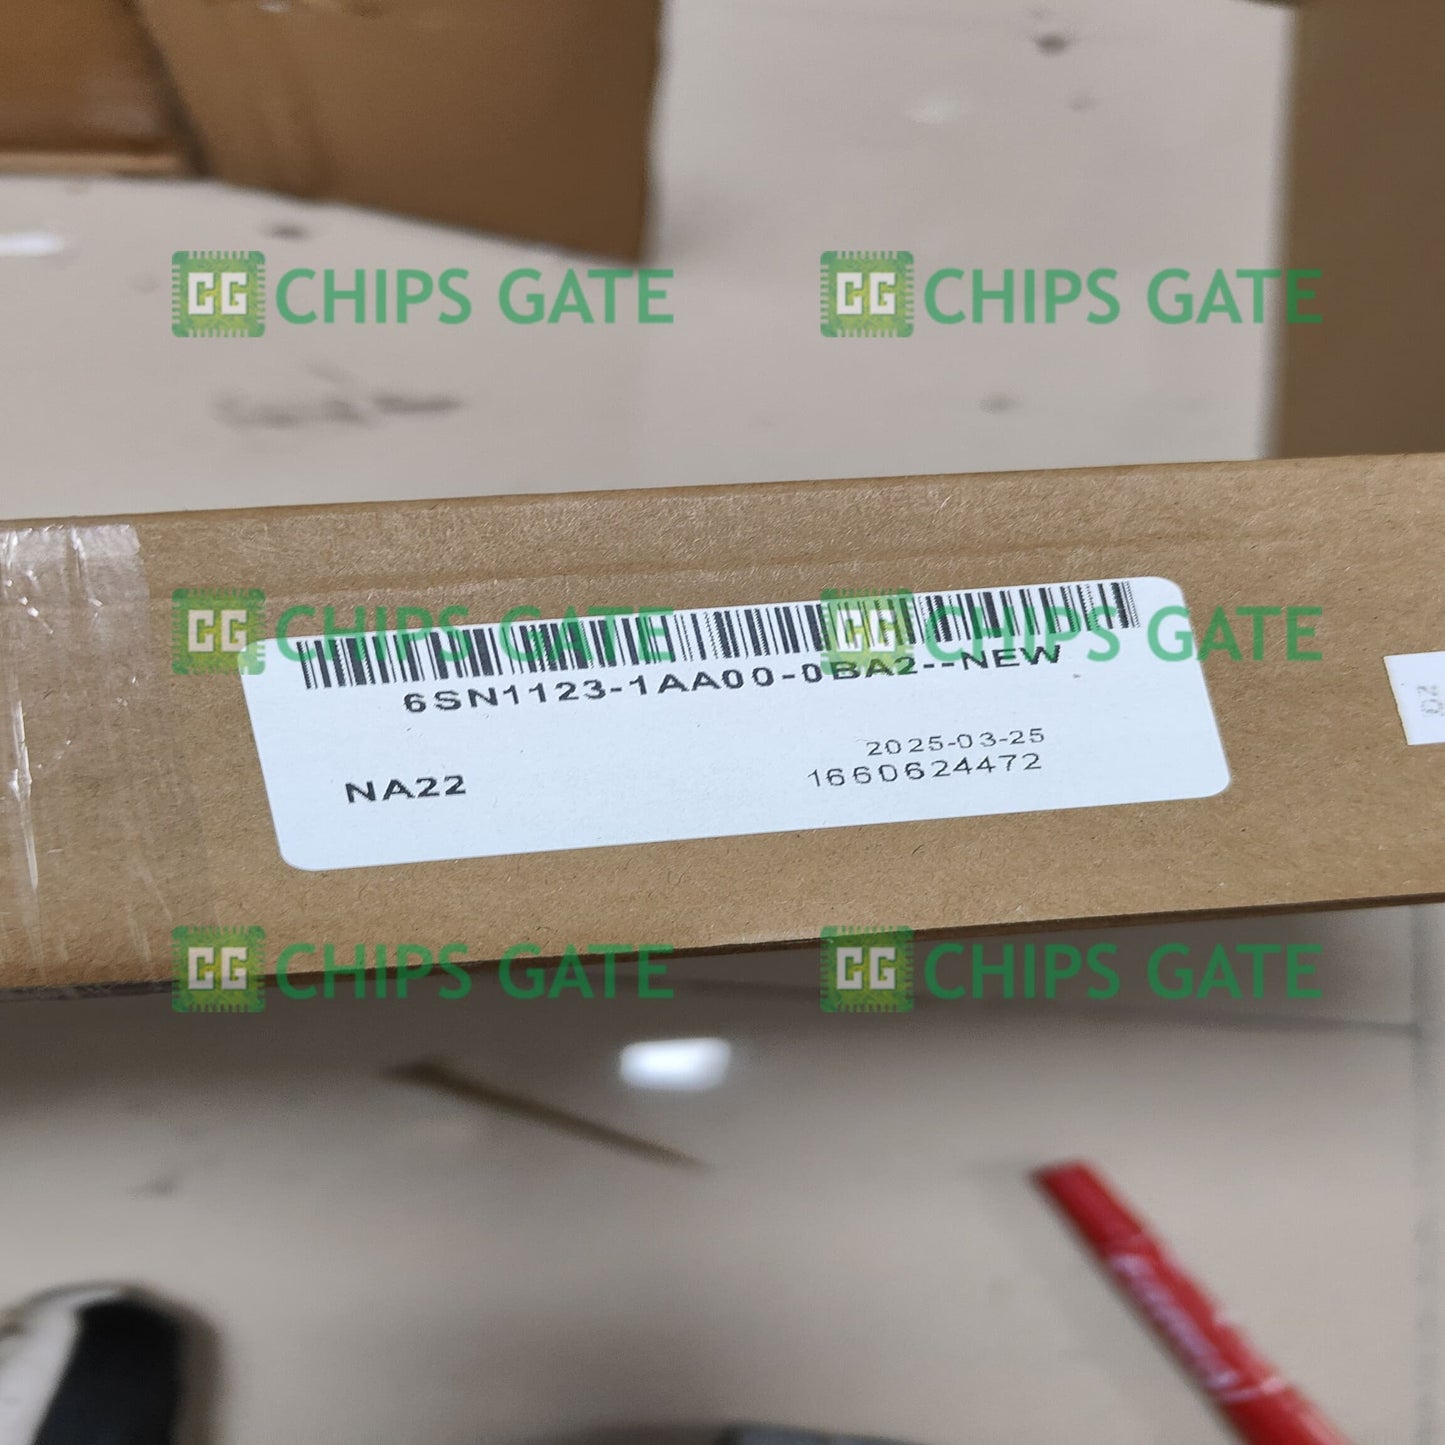 CG CHIPS GATE CG CHIPS GATE
CG CHIPS GATE CG CHIPS GATE
6SN1123-1AA00-0BA2--NEW
2025-03-25
NA22
1660624472
CG CHIPS GATE CG CHIPS GATE